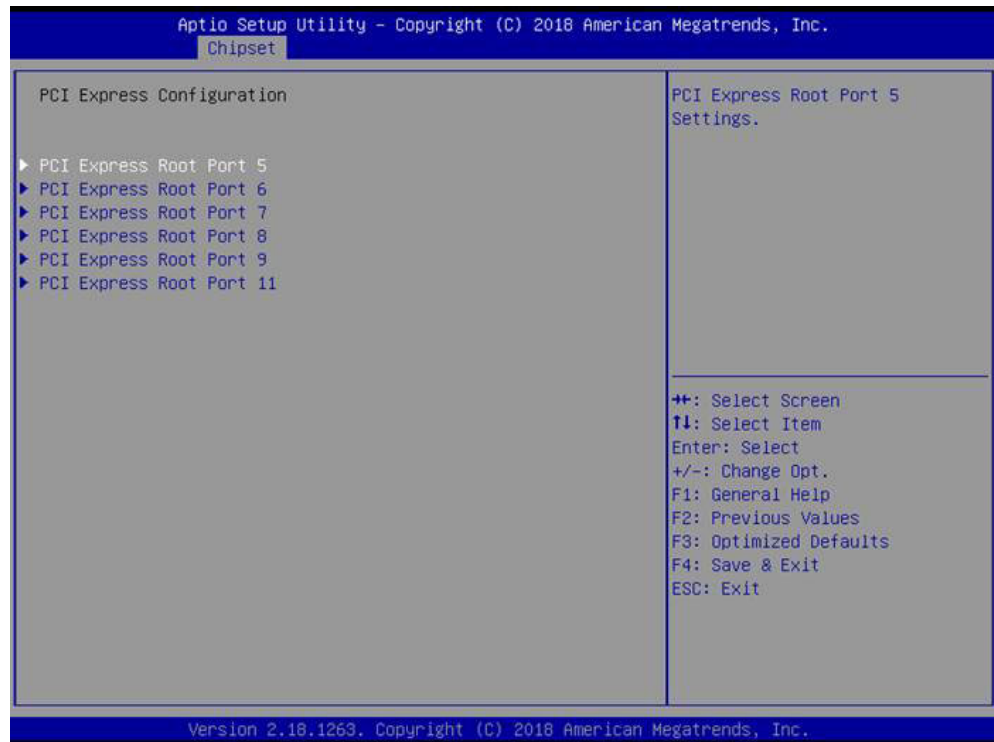 Aptio Setup Utility – Copyright (C) 2018 American Megatrends, Inc.
Chipset
PCI Express Configuration
PCI Express Root Port 5
PCI Express Root Port 6
PCI Express Root Port 7
PCI Express Root Port 8
PCI Express Root Port 9
PCI Express Root Port 11
PCI Express Root Port 5
Settings.
→←: Select Screen
↑↓: Select Item
Enter: Select
+/-: Change Opt.
F1: General Help
F2: Previous Values
F3: Optimized Defaults
F4: Save & Exit
ESC: Exit
Version 2.18.1263. Copyright (C) 2018 American Megatrends, Inc.